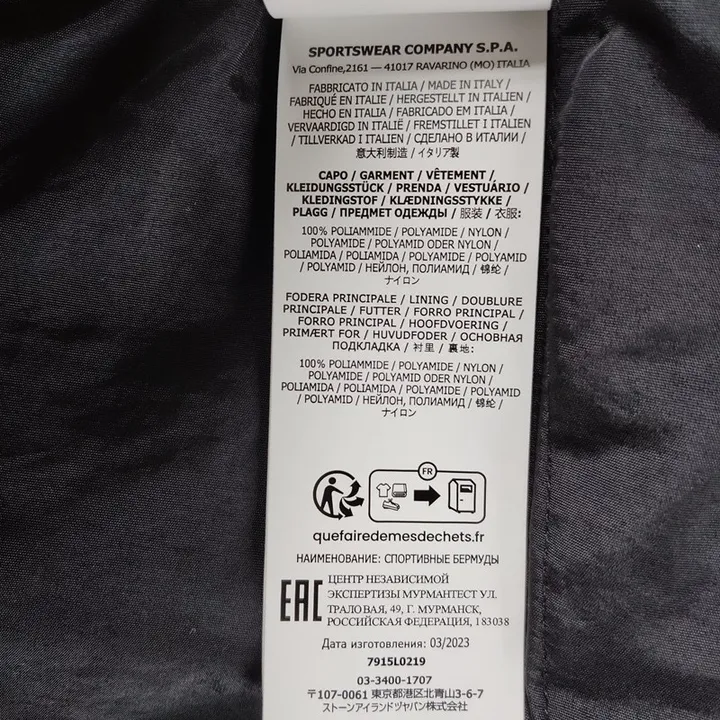 SPORTSWEAR COMPANY S.P.A.
Via Confine,2161 — 41017 RAVARINO (MO) ITALIA
FABBRICATO IN ITALIA / MADE IN ITALY /
FABRIQUÉ EN ITALIE / HERGESTELLT IN ITALIEN /
HECHO EN ITALIA / FABRICADO EM ITALIA /
VERVAARDIGD IN ITALIË / FREMSTILLET I ITALIEN
/ TILLVERKAD I ITALIEN / СДЕЛАНО В ИТАЛИИ /
意大利制造 / イタリア製
CAPO / GARMENT / VÊTEMENT /
KLEIDUNGSSTÜCK / PRENDA / VESTUÁRIO /
KLEDINGSTOF / KLÆDNINGSSTYKKE /
PLAGG / ПРЕДМЕТ ОДЕЖДЫ / 服装 / 衣服:
100% POLIAMMIDE / POLYAMIDE / NYLON /
POLYAMIDE / POLYAMID ODER NYLON /
POLIAMIDA / POLIAMIDA / POLYAMIDE / POLYAMID
/ POLYAMID / НЕЙЛОН, ПОЛИАМИД / 锦纶 /
ナイロン
FODERA PRINCIPALE / LINING / DOUBLURE
PRINCIPALE / FUTTER / FORRO PRINCIPAL /
FORRO PRINCIPAL / HOOFDVOERING /
PRIMÆRT FOR / HUVUDFODER / ОСНОВНАЯ
ПОДКЛАДКА / 衬里 / 裏地:
100% POLIAMMIDE / POLYAMIDE / NYLON /
POLYAMIDE / POLYAMID ODER NYLON /
POLIAMIDA / POLIAMIDA / POLYAMIDE / POLYAMID
/ POLYAMID / НЕЙЛОН, ПОЛИАМИД / 锦纶 /
ナイロン
FR
quefairedemesdechets.fr
НАИМЕНОВАНИЕ: СПОРТИВНЫЕ БЕРМУДЫ
EAC
ЦЕНТР НЕЗАВИСИМОЙ
ЭКСПЕРТИЗЫ МУРМАНТЕСТ УЛ.
ТРАЛОВАЯ, 49, Г. МУРМАНСК,
РОССИЙСКАЯ ФЕДЕРАЦИЯ, 183038
Дата изготовления: 03/2023
7915L0219
03-3400-1707
〒107-0061 東京都港区北青山3-6-7
ストーンアイランドジャパン株式会社